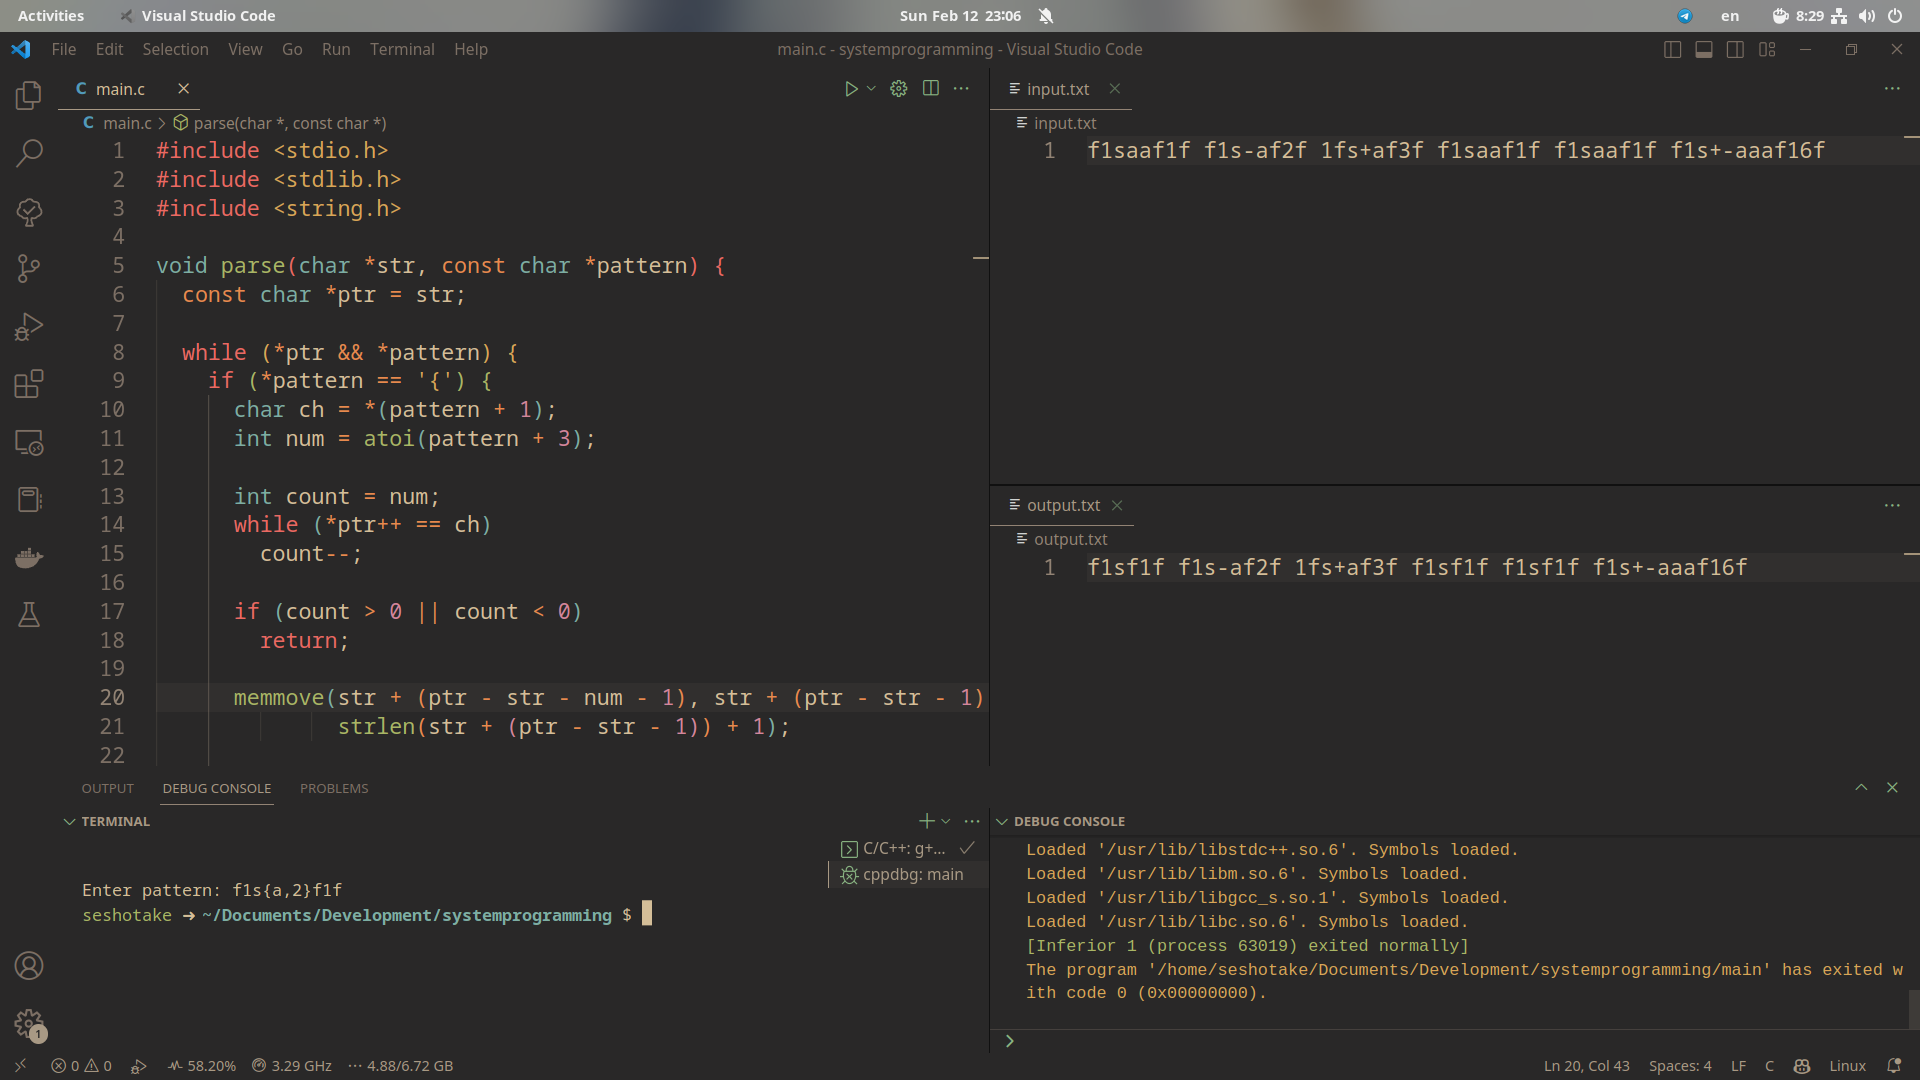 Activities Visual Studio Code Sun Feb 12 23:06 en 8:29
File Edit Selection View Go Run Terminal Help main.c - systemprogramming - Visual Studio Code
C main.c
C main.c > parse(char *, const char *)
1 #include <stdio.h>
2 #include <stdlib.h>
3 #include <string.h>
4
5 void parse(char *str, const char *pattern) {
6 const char *ptr = str;
7
8 while (*ptr && *pattern) {
9 if (*pattern == '{') {
10 char ch = *(pattern + 1);
11 int num = atoi(pattern + 3);
12
13 int count = num;
14 while (*ptr++ == ch)
15 count--;
16
17 if (count > 0 || count < 0)
18 return;
19
20 memmove(str + (ptr - str - num - 1), str + (ptr - str - 1)
21 strlen(str + (ptr - str - 1)) + 1);
22
input.txt
input.txt
1 f1saaf1f f1s-af2f 1fs+af3f f1saaf1f f1saaf1f f1s+-aaaf16f
output.txt
output.txt
1 f1sf1f f1s-af2f 1fs+af3f f1sf1f f1sf1f f1s+-aaaf16f
OUTPUT DEBUG CONSOLE PROBLEMS
TERMINAL
C/C++: g+...
cppdbg: main
Enter pattern: f1s{a,2}f1f
seshotake ➜ ~/Documents/Development/systemprogramming $
DEBUG CONSOLE
Loaded '/usr/lib/libstdc++.so.6'. Symbols loaded.
Loaded '/usr/lib/libm.so.6'. Symbols loaded.
Loaded '/usr/lib/libgcc_s.so.1'. Symbols loaded.
Loaded '/usr/lib/libc.so.6'. Symbols loaded.
[Inferior 1 (process 63019) exited normally]
The program '/home/seshotake/Documents/Development/systemprogramming/main' has exited w
ith code 0 (0x00000000).
>
1
0 0 58.20% 3.29 GHz 4.88/6.72 GB Ln 20, Col 43 Spaces: 4 LF C Linux